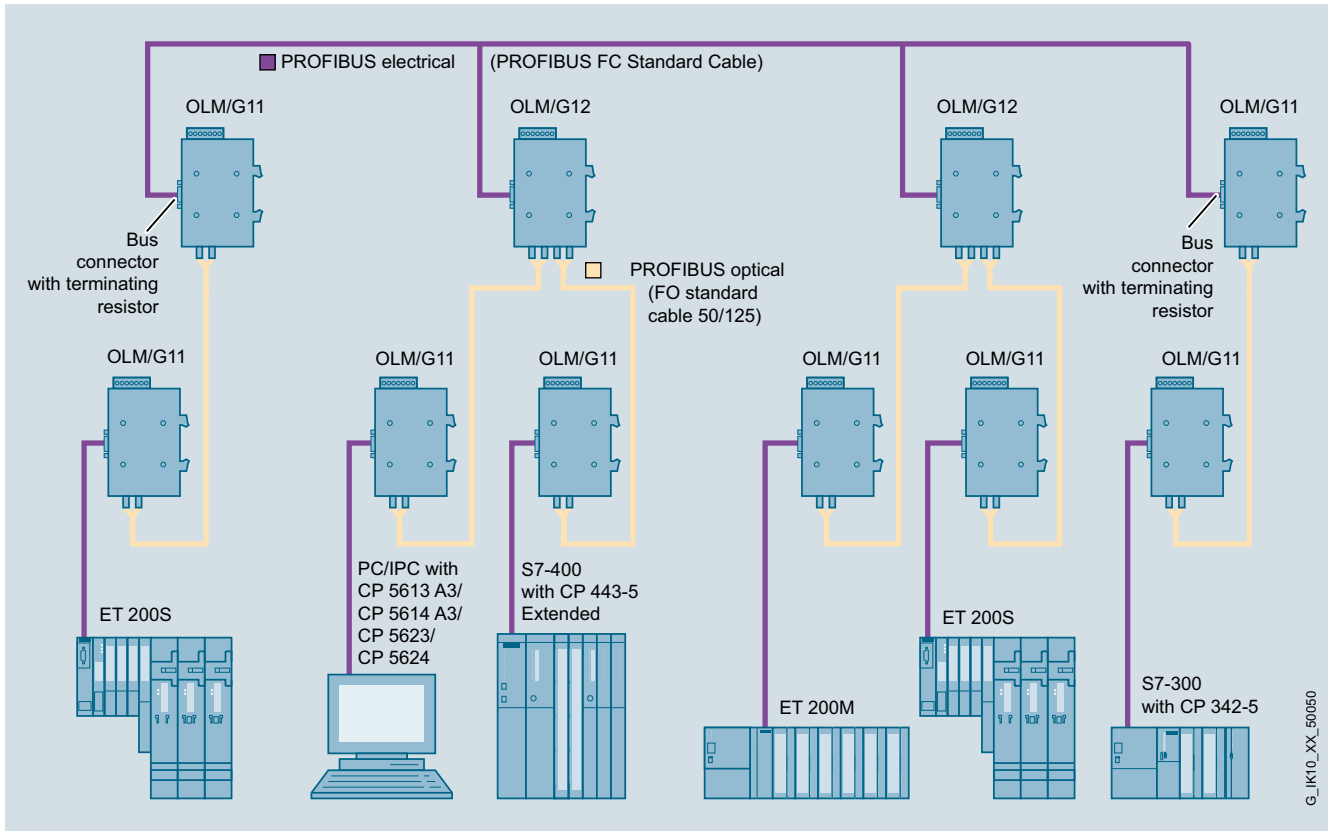 PROFIBUS electrical (PROFIBUS FC Standard Cable)
OLM/G11
OLM/G12
OLM/G12
OLM/G11
Bus
connector
with terminating
resistor
PROFIBUS optical
(FO standard
cable 50/125)
Bus
connector
with terminating
resistor
OLM/G11
OLM/G11
OLM/G11
OLM/G11
OLM/G11
OLM/G11
ET 200S
PC/IPC with
CP 5613 A3/
CP 5614 A3/
CP 5623/
CP 5624
S7-400
with CP 443-5
Extended
ET 200M
ET 200S
S7-300
with CP 342-5
G_IK10_XX_50050